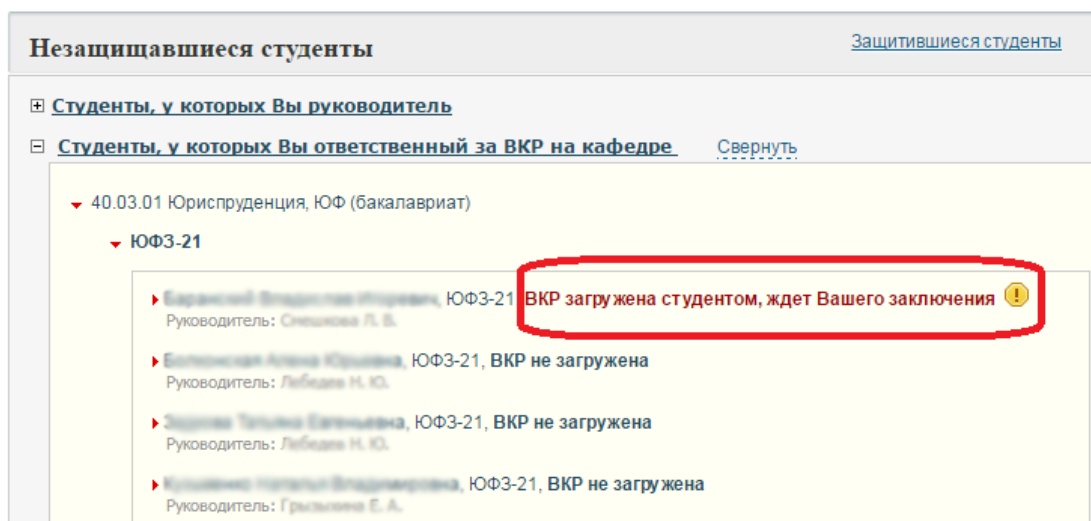 Незащищавшиеся студенты
Защитившиеся студенты
Студенты, у которых Вы руководитель
Студенты, у которых Вы ответственный за ВКР на кафедре Свернуть
40.03.01 Юриспруденция, ЮФ (бакалавриат)
ЮФЗ-21
ЮФЗ-21 ВКР загружена студентом, ждет Вашего заключения
Руководитель:
ЮФЗ-21, ВКР не загружена
Руководитель:
ЮФЗ-21, ВКР не загружена
Руководитель:
ЮФЗ-21, ВКР не загружена
Руководитель: